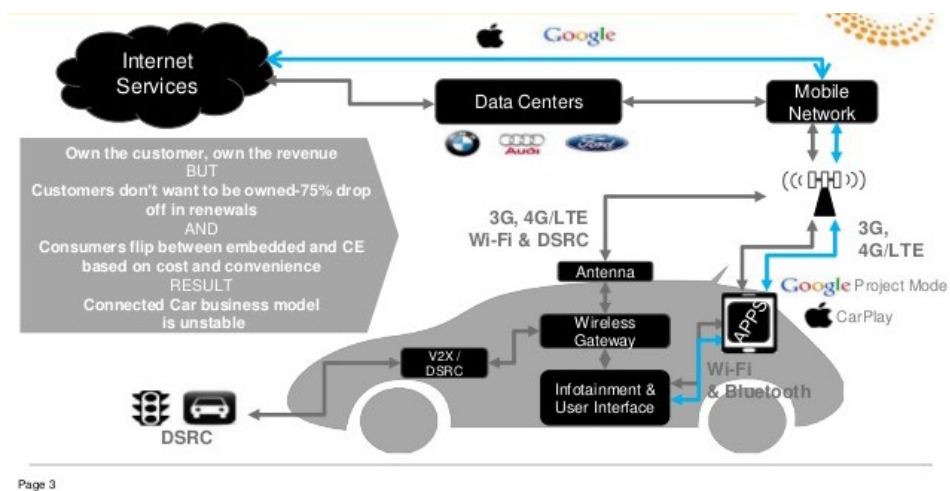 Google
Internet
Services
Data Centers
Mobile
Network
Audi
Ford
Own the customer, own the revenue
BUT
Customers don't want to be owned-75% drop
off in renewals
AND
Consumers flip between embedded and CE
based on cost and convenience
RESULT
Connected Car business model
is unstable
3G, 4G/LTE
Wi-Fi & DSRC
3G,
4G/LTE
Antenna
Google Project Mode
CarPlay
APPS
Wireless
Gateway
V2X /
DSRC
Wi-Fi
& Bluetooth
Infotainment &
User Interface
DSRC
Page 3